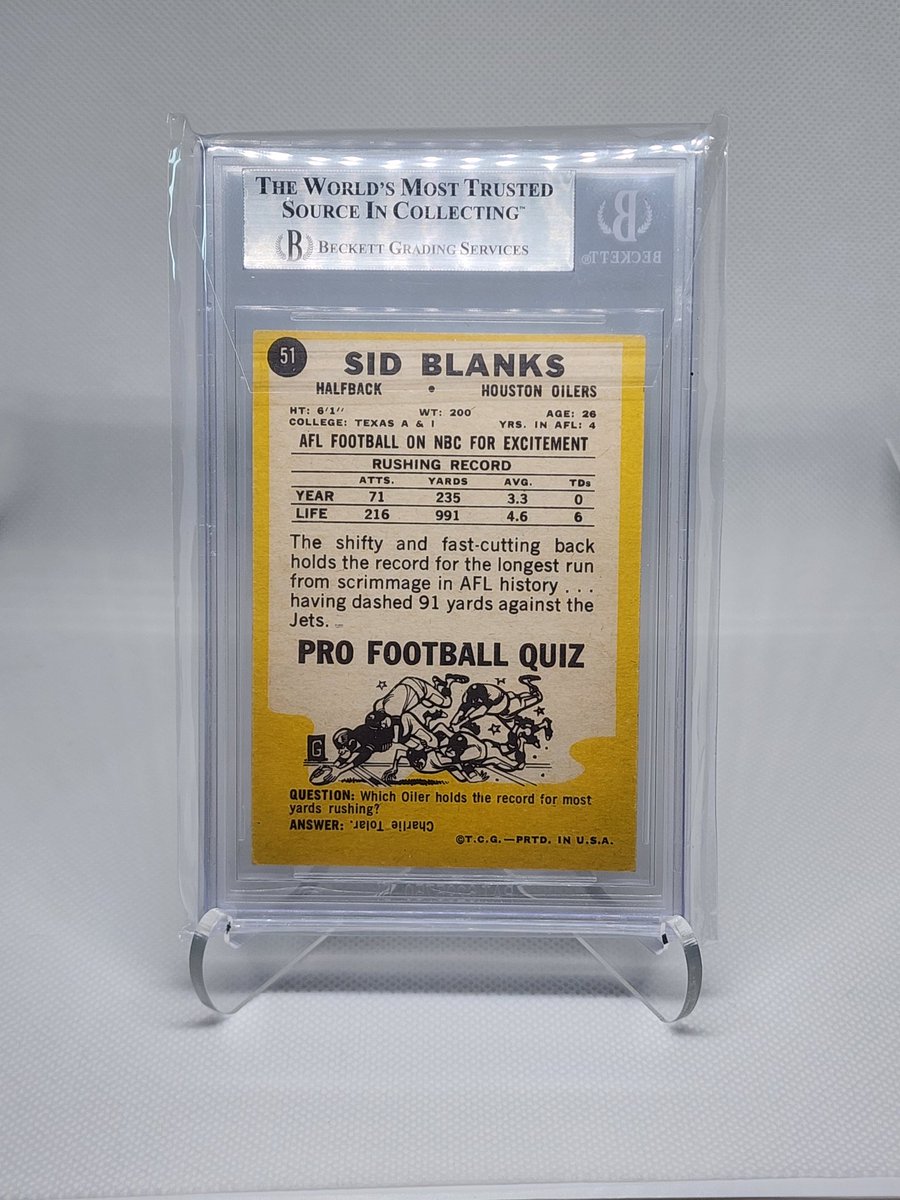 THE WORLD'S MOST TRUSTED
SOURCE IN COLLECTING™
B BECKETT GRADING SERVICES
B
BECKETT®
51
SID BLANKS
HALFBACK • HOUSTON OILERS
HT: 6'1" WT: 200 AGE: 26
COLLEGE: TEXAS A & I YRS. IN AFL: 4
AFL FOOTBALL ON NBC FOR EXCITEMENT
RUSHING RECORD
ATTS. YARDS AVG. TDs
YEAR 71 235 3.3 0
LIFE 216 991 4.6 6
The shifty and fast-cutting back
holds the record for the longest run
from scrimmage in AFL history . . .
having dashed 91 yards against the
Jets.
PRO FOOTBALL QUIZ
G
QUESTION: Which Oiler holds the record for most
yards rushing?
ANSWER: Charlie Tolar.
©T.C.G.—PRTD. IN U.S.A.